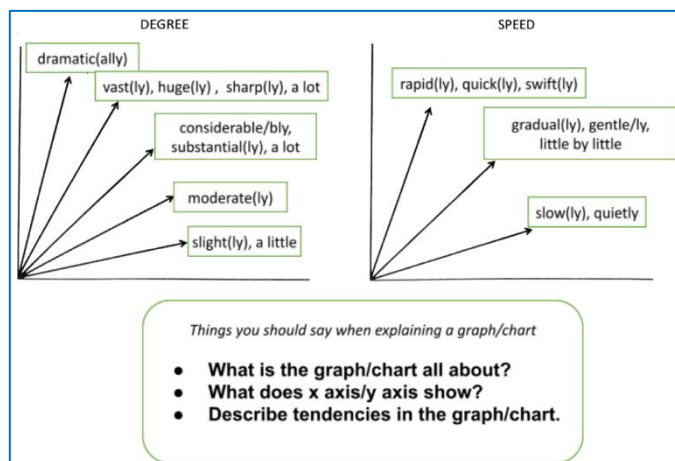 DEGREE
dramatic(ally)
vast(ly), huge(ly) , sharp(ly), a lot
considerable/bly,
substantial(ly), a lot
moderate(ly)
slight(ly), a little
SPEED
rapid(ly), quick(ly), swift(ly)
gradual(ly), gentle/ly,
little by little
slow(ly), quietly
Things you should say when explaining a graph/chart
● What is the graph/chart all about?
● What does x axis/y axis show?
● Describe tendencies in the graph/chart.